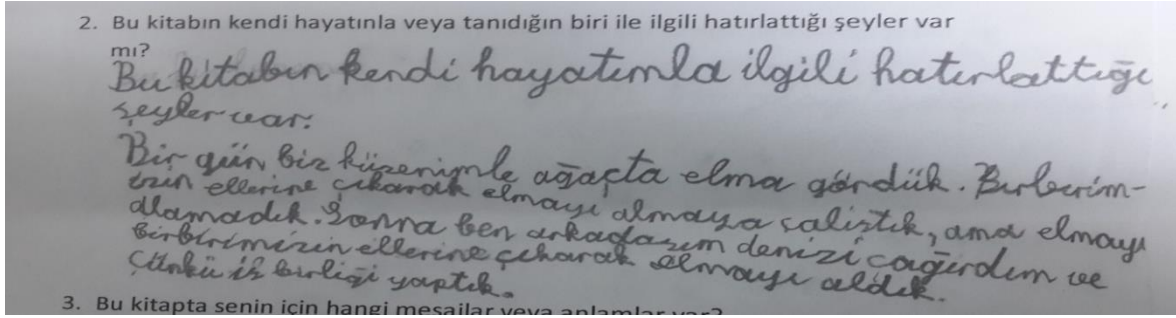 2. Bu kitabın kendi hayatınla veya tanıdığın biri ile ilgili hatırlattığı şeyler var
mı?
Bu kitabın kendi hayatımla ilgili hatırlattığı
şeyler var.
Bir gün biz küzenimle ağaçta elma gördük. Birberim-
izin ellerine çıkarak elmayı almaya çalıştık, ama elmayı
alamadık. Sonra ben arkadaşım denizi çağırdım ve
birbirimizin ellerine çıkarak elmayı aldık.
Çünkü iş birliği yaptık.
3. Bu kitapta senin için hangi mesajlar veya anlamlar var?